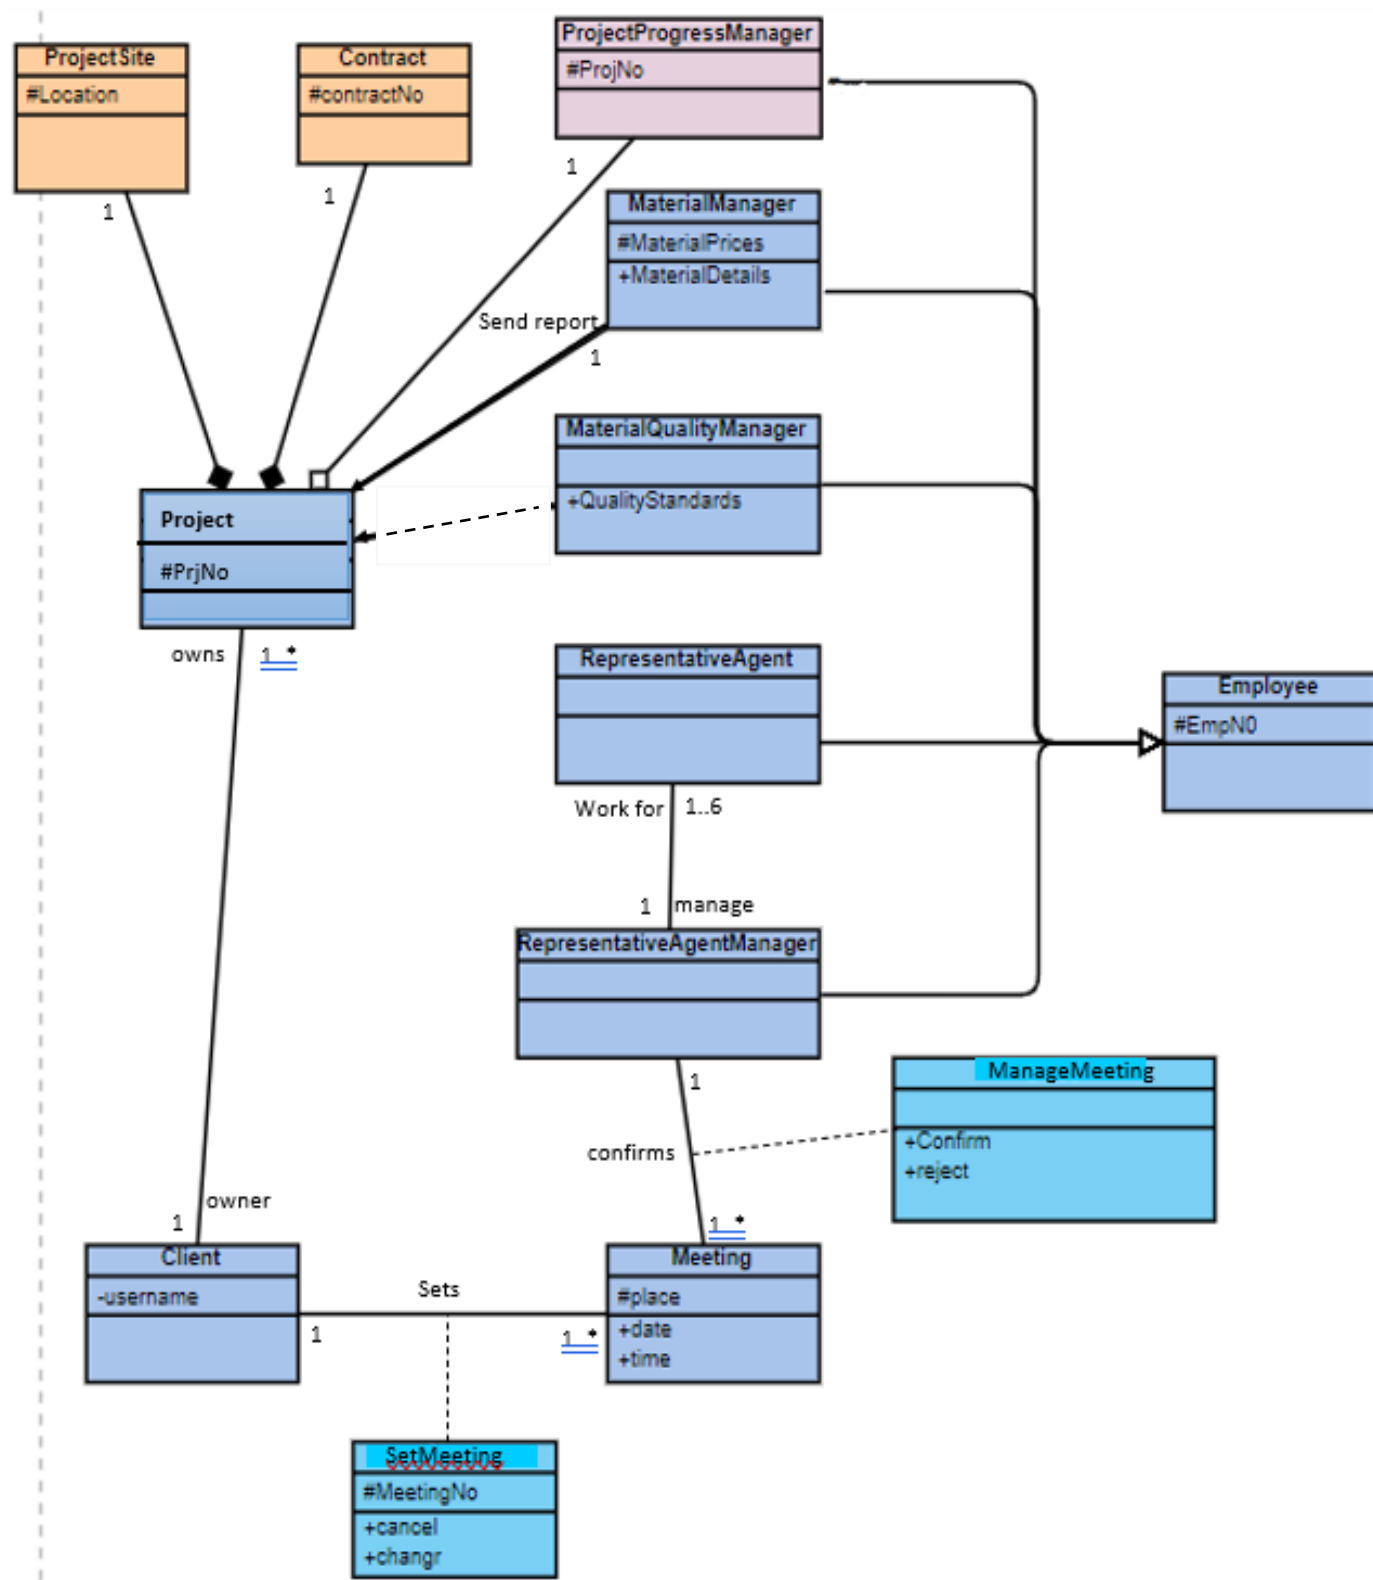 ProjectSite
#Location
1
Contract
#contractNo
1
ProjectProgressManager
#ProjNo
1
MaterialManager
#MaterialPrices
+MaterialDetails
Send report
1
MaterialQualityManager
+QualityStandards
Project
#PrjNo
owns
1..*
RepresentativeAgent
Work for
1..6
Employee
#EmpN0
1
manage
RepresentativeAgentManager
1
confirms
1..*
ManageMeeting
+Confirm
+reject
owner
1
Client
-username
1
Sets
1..*
Meeting
#place
+date
+time
SetMeeting
#MeetingNo
+cancel
+changr